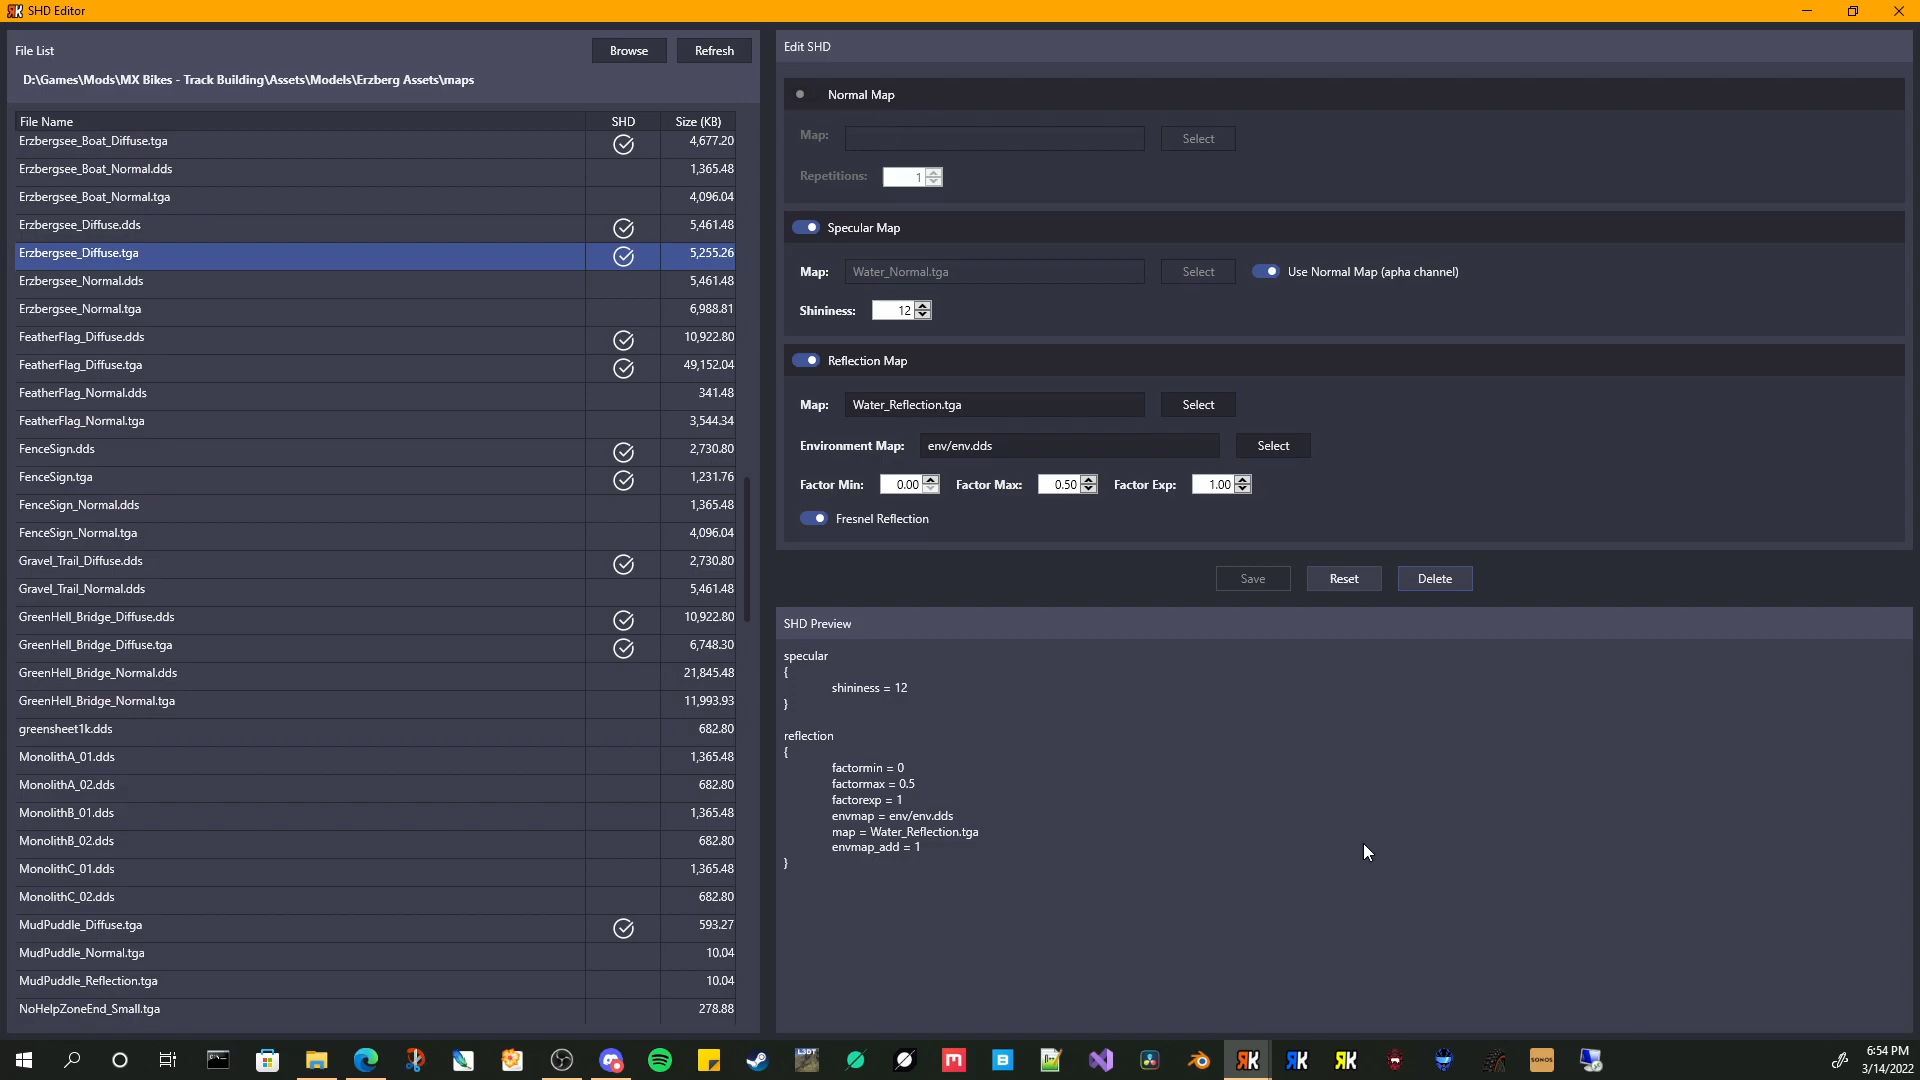 SHD Editor
File List
Browse
Refresh
D:\Games\Mods\MX Bikes - Track Building\Assets\Models\Erzberg Assets\maps
File Name SHD Size (KB)
Erzbergsee_Boat_Diffuse.tga 4,677.20
Erzbergsee_Boat_Normal.dds 1,365.48
Erzbergsee_Boat_Normal.tga 4,096.04
Erzbergsee_Diffuse.dds 5,461.48
Erzbergsee_Diffuse.tga 5,255.26
Erzbergsee_Normal.dds 5,461.48
Erzbergsee_Normal.tga 6,988.81
FeatherFlag_Diffuse.dds 10,922.80
FeatherFlag_Diffuse.tga 49,152.04
FeatherFlag_Normal.dds 341.48
FeatherFlag_Normal.tga 3,544.34
FenceSign.dds 2,730.80
FenceSign.tga 1,231.76
FenceSign_Normal.dds 1,365.48
FenceSign_Normal.tga 4,096.04
Gravel_Trail_Diffuse.dds 2,730.80
Gravel_Trail_Normal.dds 5,461.48
GreenHell_Bridge_Diffuse.dds 10,922.80
GreenHell_Bridge_Diffuse.tga 6,748.30
GreenHell_Bridge_Normal.dds 21,845.48
GreenHell_Bridge_Normal.tga 11,993.93
greensheet1k.dds 682.80
MonolithA_01.dds 1,365.48
MonolithA_02.dds 682.80
MonolithB_01.dds 1,365.48
MonolithB_02.dds 682.80
MonolithC_01.dds 1,365.48
MonolithC_02.dds 682.80
MudPuddle_Diffuse.tga 593.27
MudPuddle_Normal.tga 10.04
MudPuddle_Reflection.tga 10.04
NoHelpZoneEnd_Small.tga 278.88
Edit SHD
Normal Map
Map: Select
Repetitions: 1
Specular Map
Map: Water_Normal.tga Select Use Normal Map (apha channel)
Shininess: 12
Reflection Map
Map: Water_Reflection.tga Select
Environment Map: env/env.dds Select
Factor Min: 0.00 Factor Max: 0.50 Factor Exp: 1.00
Fresnel Reflection
Save Reset Delete
SHD Preview
specular
{
shininess = 12
}
reflection
{
factormin = 0
factormax = 0.5
factorexp = 1
envmap = env/env.dds
map = Water_Reflection.tga
envmap_add = 1
}
L3DT
SONOS
6:54 PM
3/14/2022